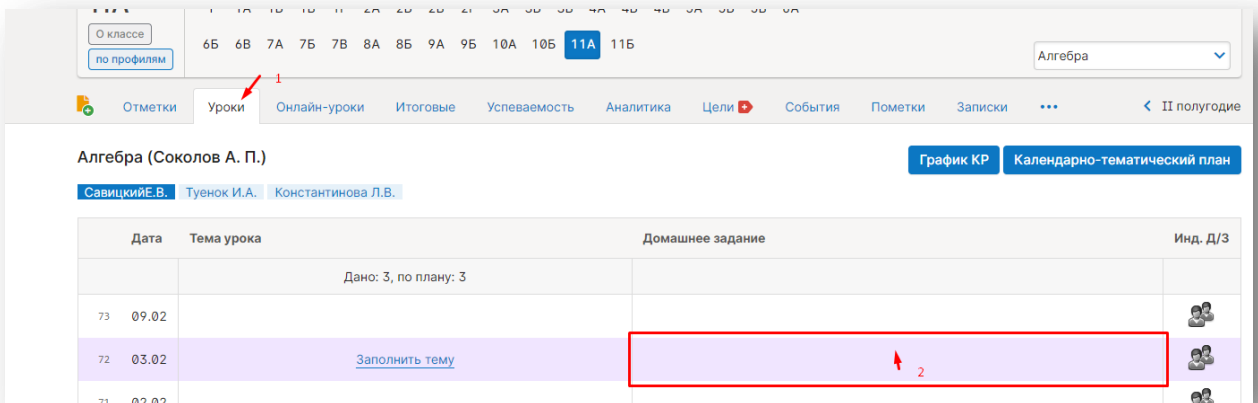 О классе
по профилям
6Б 6В 7А 7Б 7В 8А 8Б 9А 9Б 10А 10Б 11А 11Б
Алгебра
1
Отметки Уроки Онлайн-уроки Итоговые Успеваемость Аналитика Цели События Пометки Записки ••• II полугодие
Алгебра (Соколов А. П.)
График КР Календарно-тематический план
СавицкийЕ.В. Туенок И.А. Константинова Л.В.
Дата Тема урока Домашнее задание Инд. Д/З
Дано: 3, по плану: 3
73 09.02
72 03.02 Заполнить тему
2
71 02.02